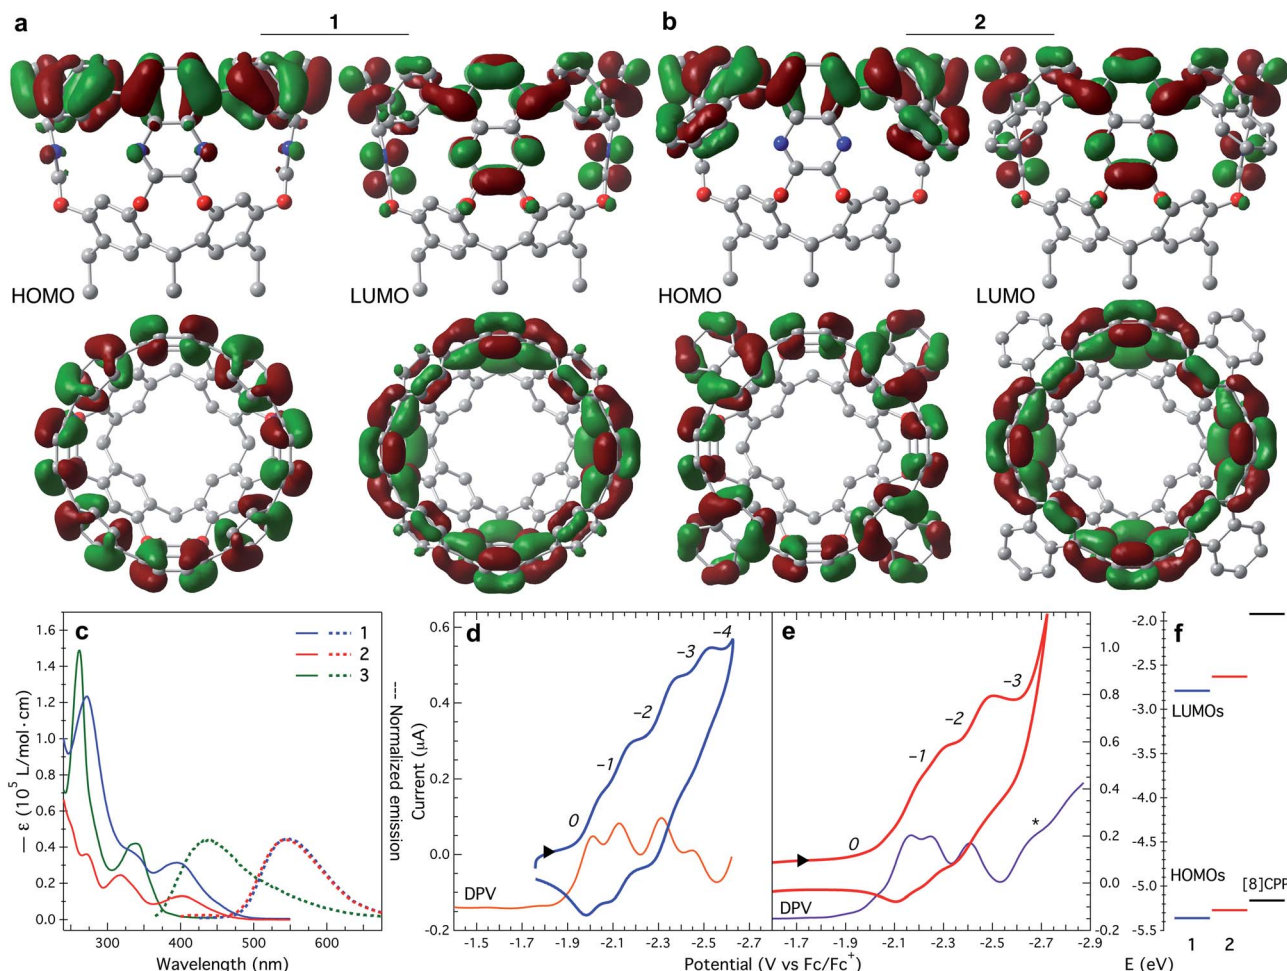 a 1
b 2
HOMO LUMO
HOMO LUMO
c
1
2
3
1.6
1.4
1.2
1.0
0.8
0.6
0.4
0.2
0.0
300 400 500 600
Wavelength (nm)
— ε (10⁵ L/mol·cm)
--- Normalized emission
d
0.6
0.4
0.2
0.0
-0.2
Current (μA)
0
–1
–2
–3
–4
DPV
-1.5 -1.7 -1.9 -2.1 -2.3 -2.5 -2.7
e
0
–1
–2
–3
*
DPV
1.0
0.8
0.6
0.4
0.2
-0.0
-0.2
-1.7 -1.9 -2.1 -2.3 -2.5 -2.7 -2.9
Potential (V vs Fc/Fc⁺)
f
-2.0
-2.5
-3.0
-3.5
-4.0
-4.5
-5.0
-5.5
LUMOs
HOMOs
[8]CPP
1 2
E (eV)